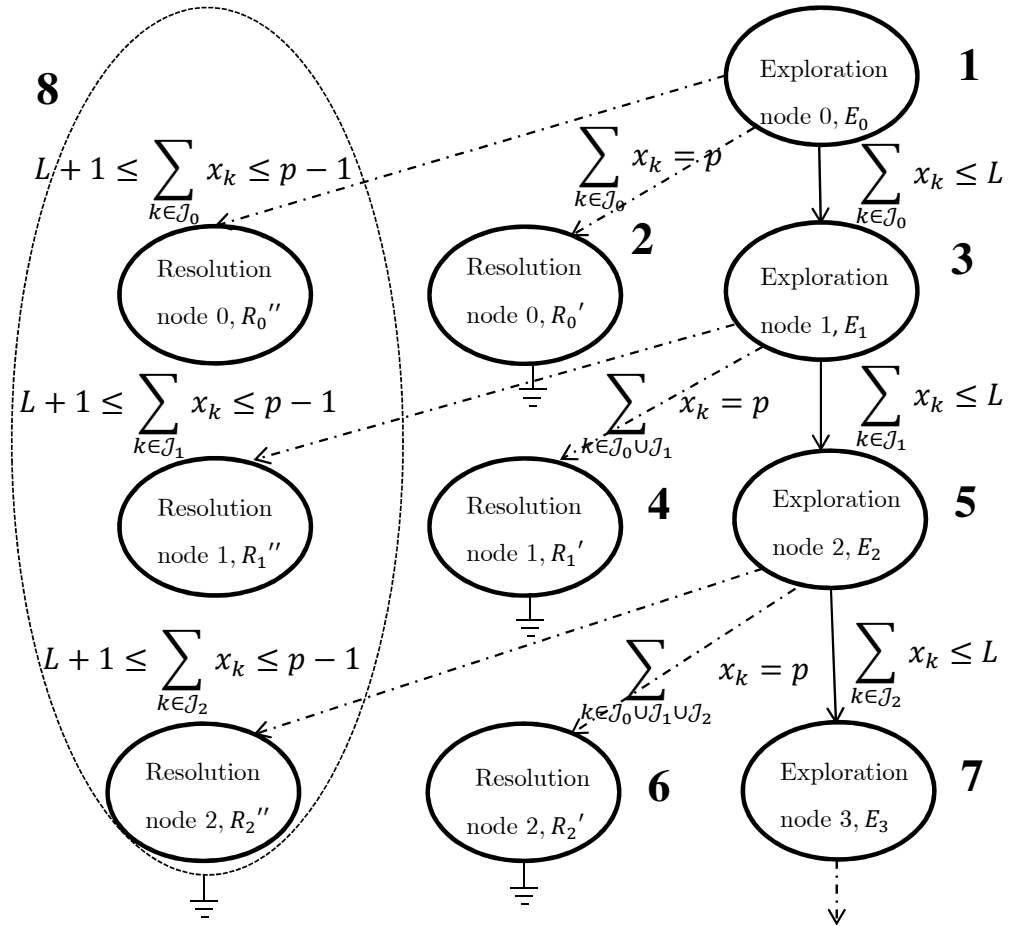 1
Exploration
node 0, E₀
8
L + 1 ≤ ∑ xₖ ≤ p − 1
k∈𝒥₀
∑ xₖ = p
k∈𝒥₀
∑ xₖ ≤ L
k∈𝒥₀
Resolution
node 0, R₀′′
2
Resolution
node 0, R₀′
3
Exploration
node 1, E₁
L + 1 ≤ ∑ xₖ ≤ p − 1
k∈𝒥₁
∑ xₖ = p
k∈𝒥₀∪𝒥₁
∑ xₖ ≤ L
k∈𝒥₁
Resolution
node 1, R₁′′
4
Resolution
node 1, R₁′
5
Exploration
node 2, E₂
L + 1 ≤ ∑ xₖ ≤ p − 1
k∈𝒥₂
∑ xₖ = p
k∈𝒥₀∪𝒥₁∪𝒥₂
∑ xₖ ≤ L
k∈𝒥₂
Resolution
node 2, R₂′′
6
Resolution
node 2, R₂′
7
Exploration
node 3, E₃